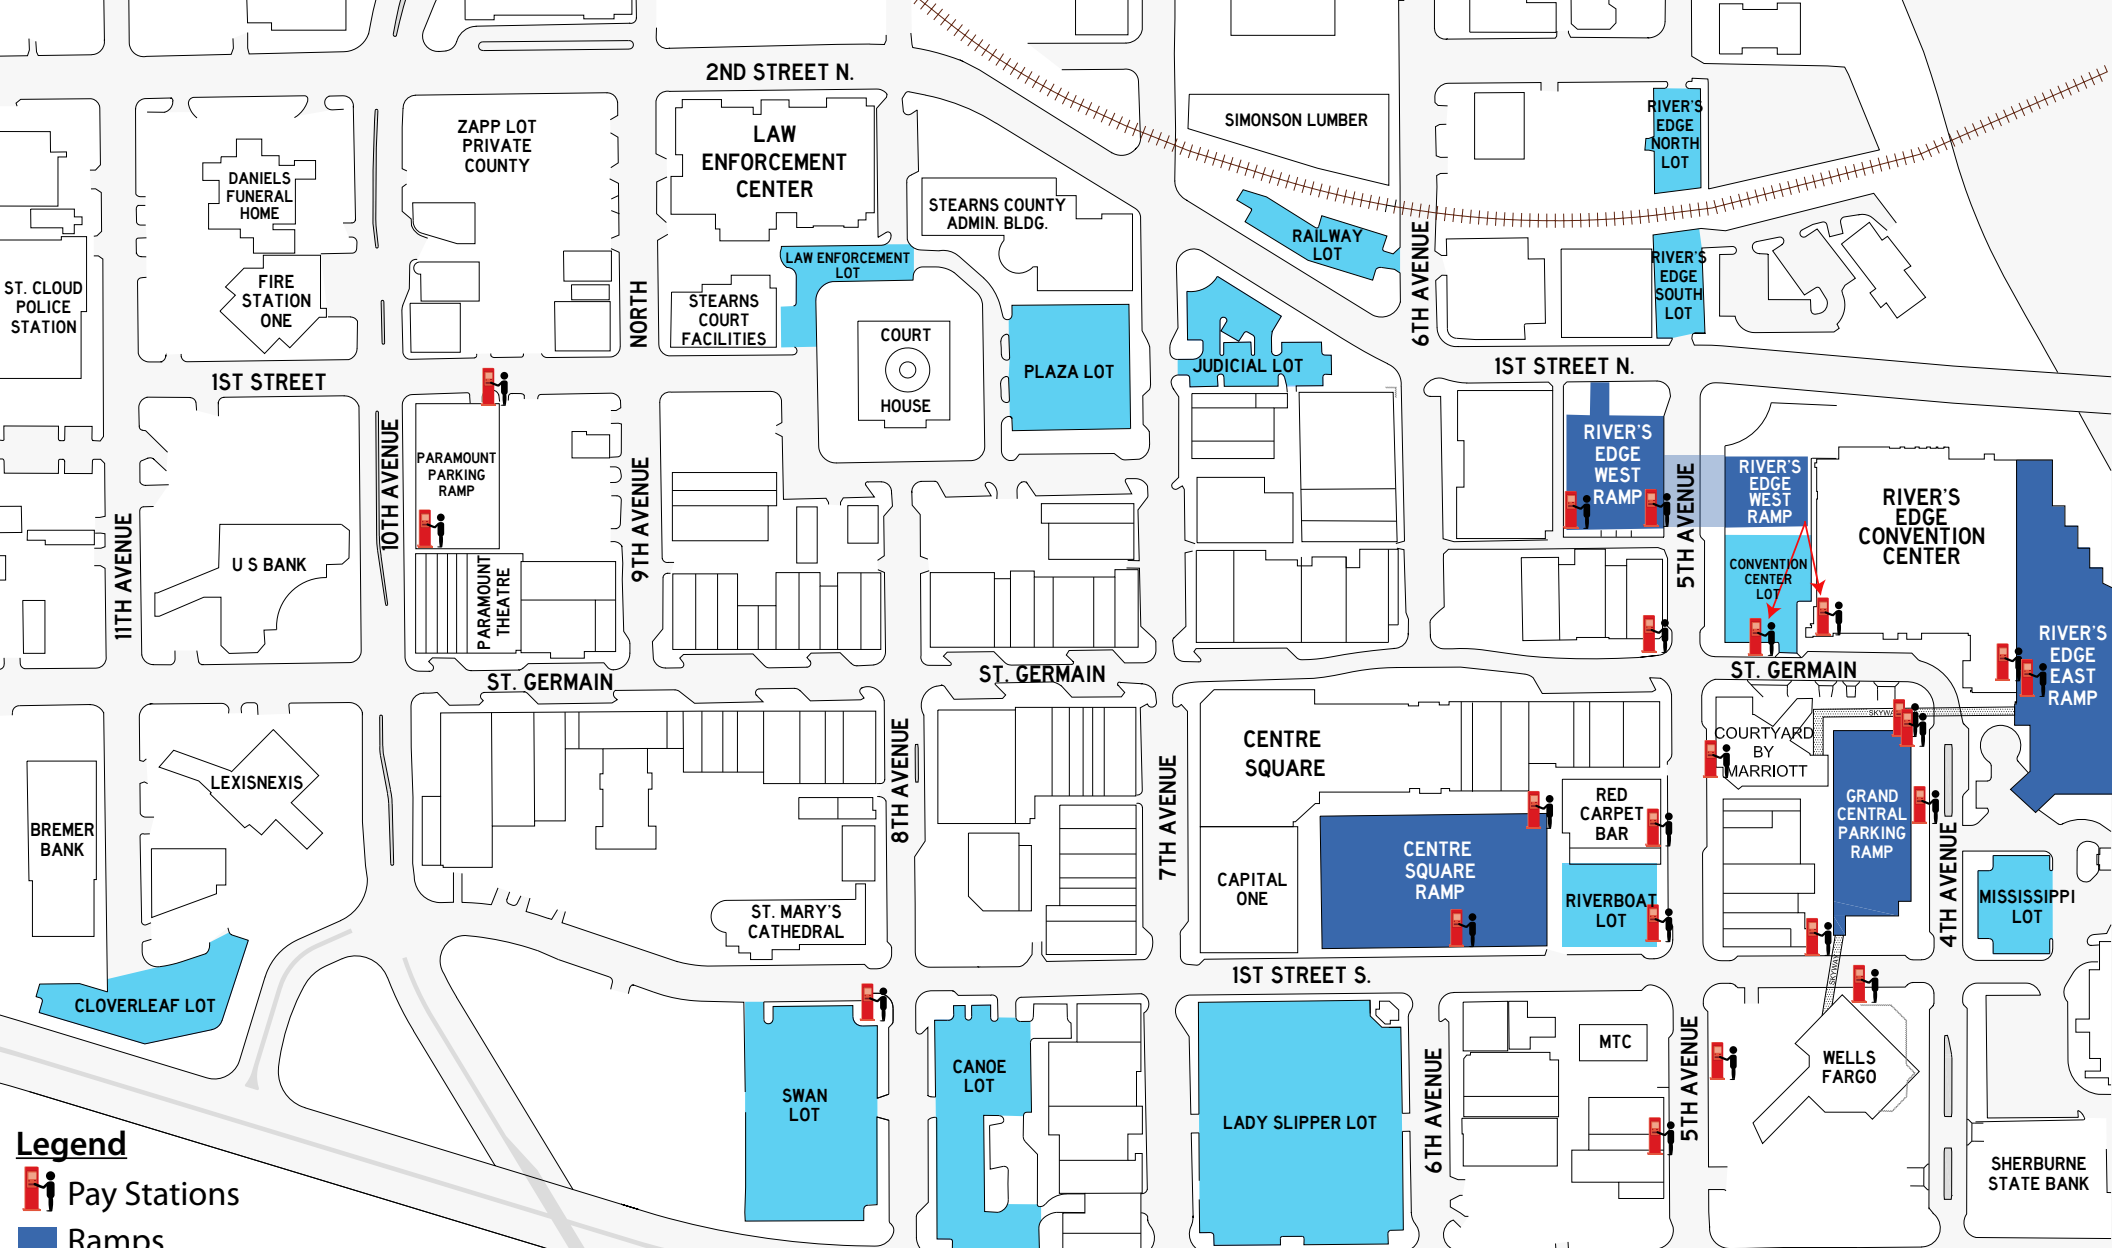 2ND STREET N.
ZAPP LOT
PRIVATE
COUNTY
LAW
ENFORCEMENT
CENTER
SIMONSON LUMBER
RIVER'S
EDGE
NORTH
LOT
DANIELS
FUNERAL
HOME
STEARNS COUNTY
ADMIN. BLDG.
RAILWAY
LOT
6TH AVENUE
RIVER'S
EDGE
SOUTH
LOT
LAW ENFORCEMENT
LOT
ST. CLOUD
POLICE
STATION
FIRE
STATION
ONE
NORTH
STEARNS
COURT
FACILITIES
COURT
HOUSE
PLAZA LOT
JUDICIAL LOT
1ST STREET N.
1ST STREET
10TH AVENUE
PARAMOUNT
PARKING
RAMP
9TH AVENUE
RIVER'S
EDGE
WEST
RAMP
5TH AVENUE
RIVER'S
EDGE
WEST
RAMP
RIVER'S
EDGE
CONVENTION
CENTER
11TH AVENUE
U S BANK
PARAMOUNT
THEATRE
CONVENTION
CENTER
LOT
RIVER'S
EDGE
EAST
RAMP
ST. GERMAIN
ST. GERMAIN
ST. GERMAIN
SKYWAY
COURTYARD
BY
MARRIOTT
8TH AVENUE
7TH AVENUE
CENTRE
SQUARE
LEXISNEXIS
BREMER
BANK
RED
CARPET
BAR
GRAND
CENTRAL
PARKING
RAMP
4TH AVENUE
CENTRE
SQUARE
RAMP
CAPITAL
ONE
RIVERBOAT
LOT
MISSISSIPPI
LOT
ST. MARY'S
CATHEDRAL
1ST STREET S.
SKYWAY
CLOVERLEAF LOT
SWAN
LOT
CANOE
LOT
LADY SLIPPER LOT
6TH AVENUE
MTC
5TH AVENUE
WELLS
FARGO
SHERBURNE
STATE BANK
Legend
Pay Stations
Ramps